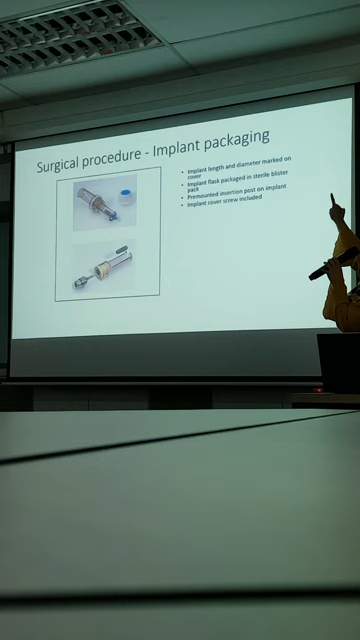 Surgical procedure - Implant packaging
• Implant length and diameter marked on
cover
• Implant flask packaged in sterile blister
pack
• Premounted insertion post on implant
• Implant cover screw included